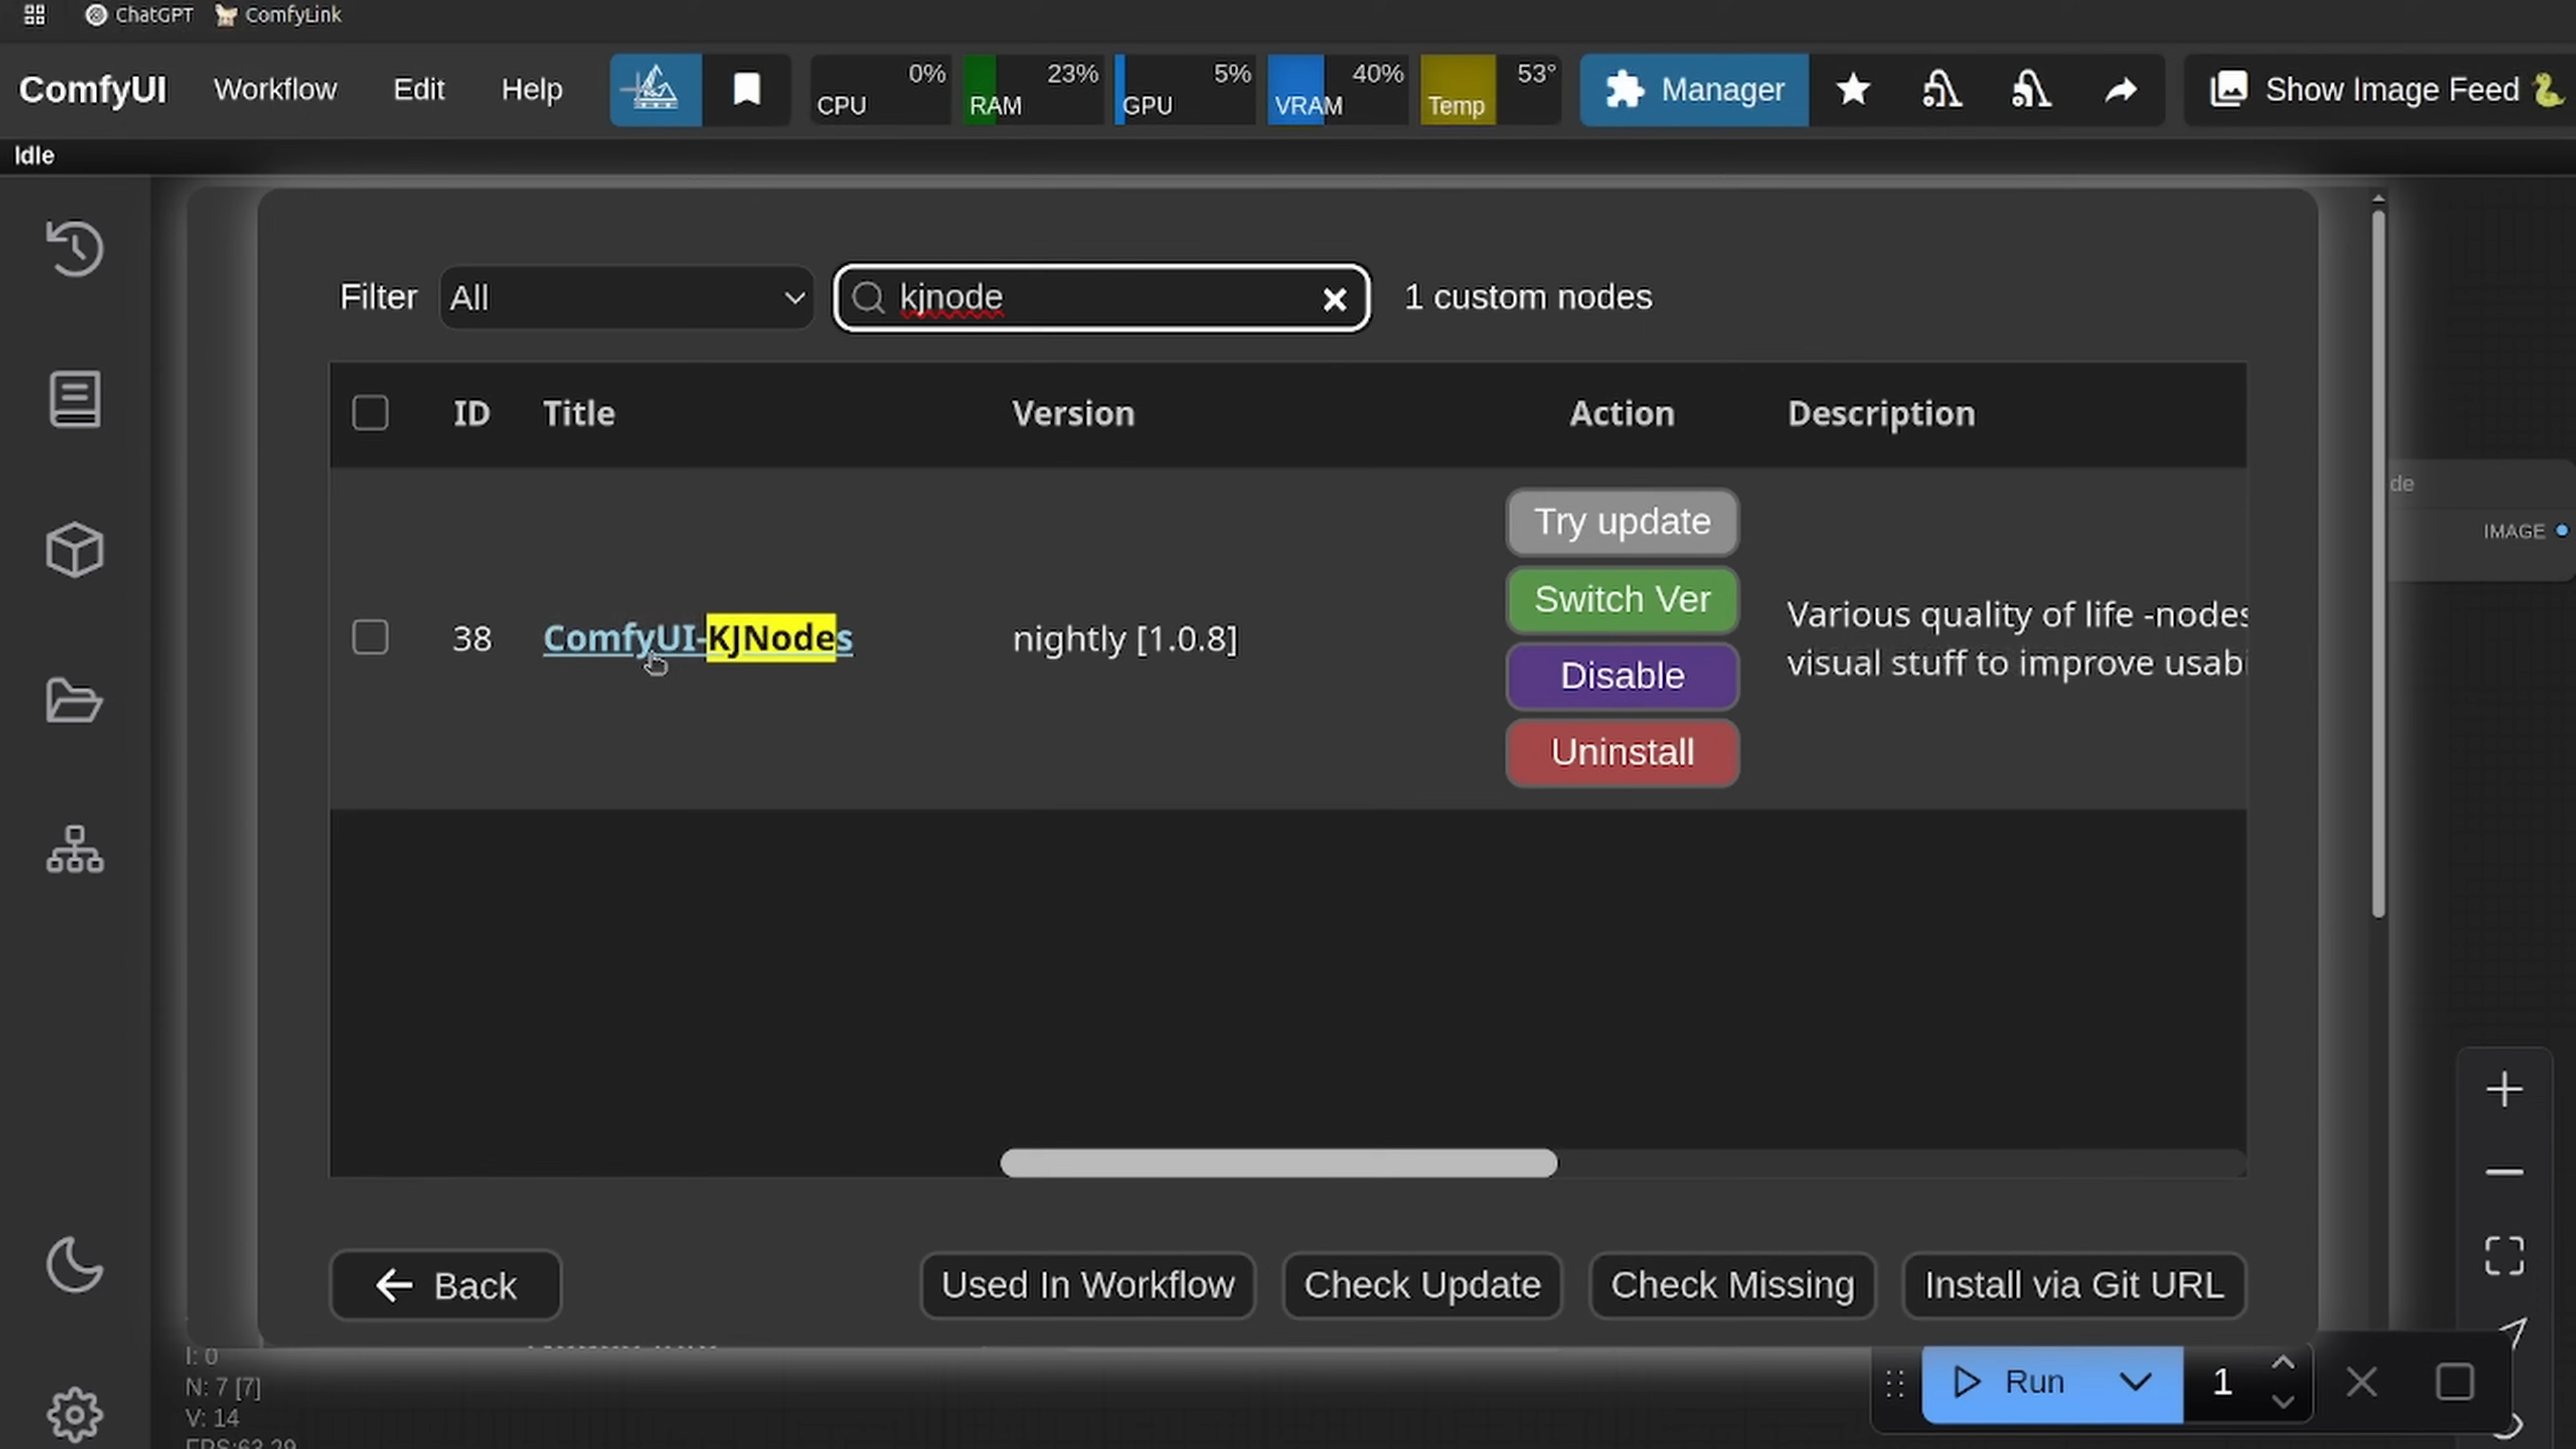 ChatGPT ComfyLink
ComfyUI Workflow Edit Help CPU 0% RAM 23% GPU 5% VRAM 40% Temp 53° Manager Show Image Feed
Idle
Filter All kjnode 1 custom nodes
ID Title Version Action Description
de
IMAGE
Try update
Switch Ver
38 ComfyUI-KJNodes nightly [1.0.8]
Various quality of life -nodes
visual stuff to improve usabi
Disable
Uninstall
Back Used In Workflow Check Update Check Missing Install via Git URL
I: 0
N: 7 [7]
V: 14
FPS:63.29
Run 1